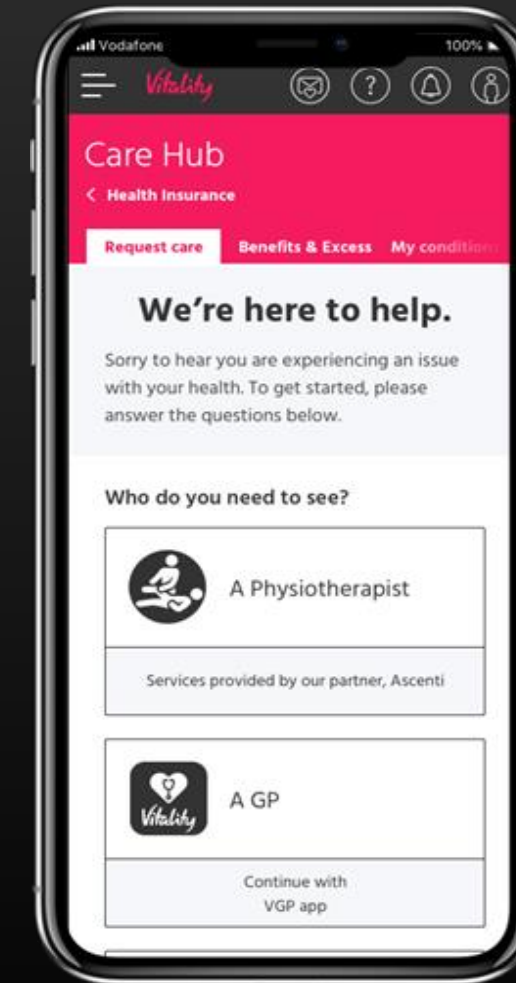 Vodafone 100%
Vitality ?
Care Hub
< Health Insurance
Request care Benefits & Excess My condition
We’re here to help.
Sorry to hear you are experiencing an issue
with your health. To get started, please
answer the questions below.
Who do you need to see?
A Physiotherapist
Services provided by our partner, Ascenti
Vitality
A GP
Continue with
VGP app